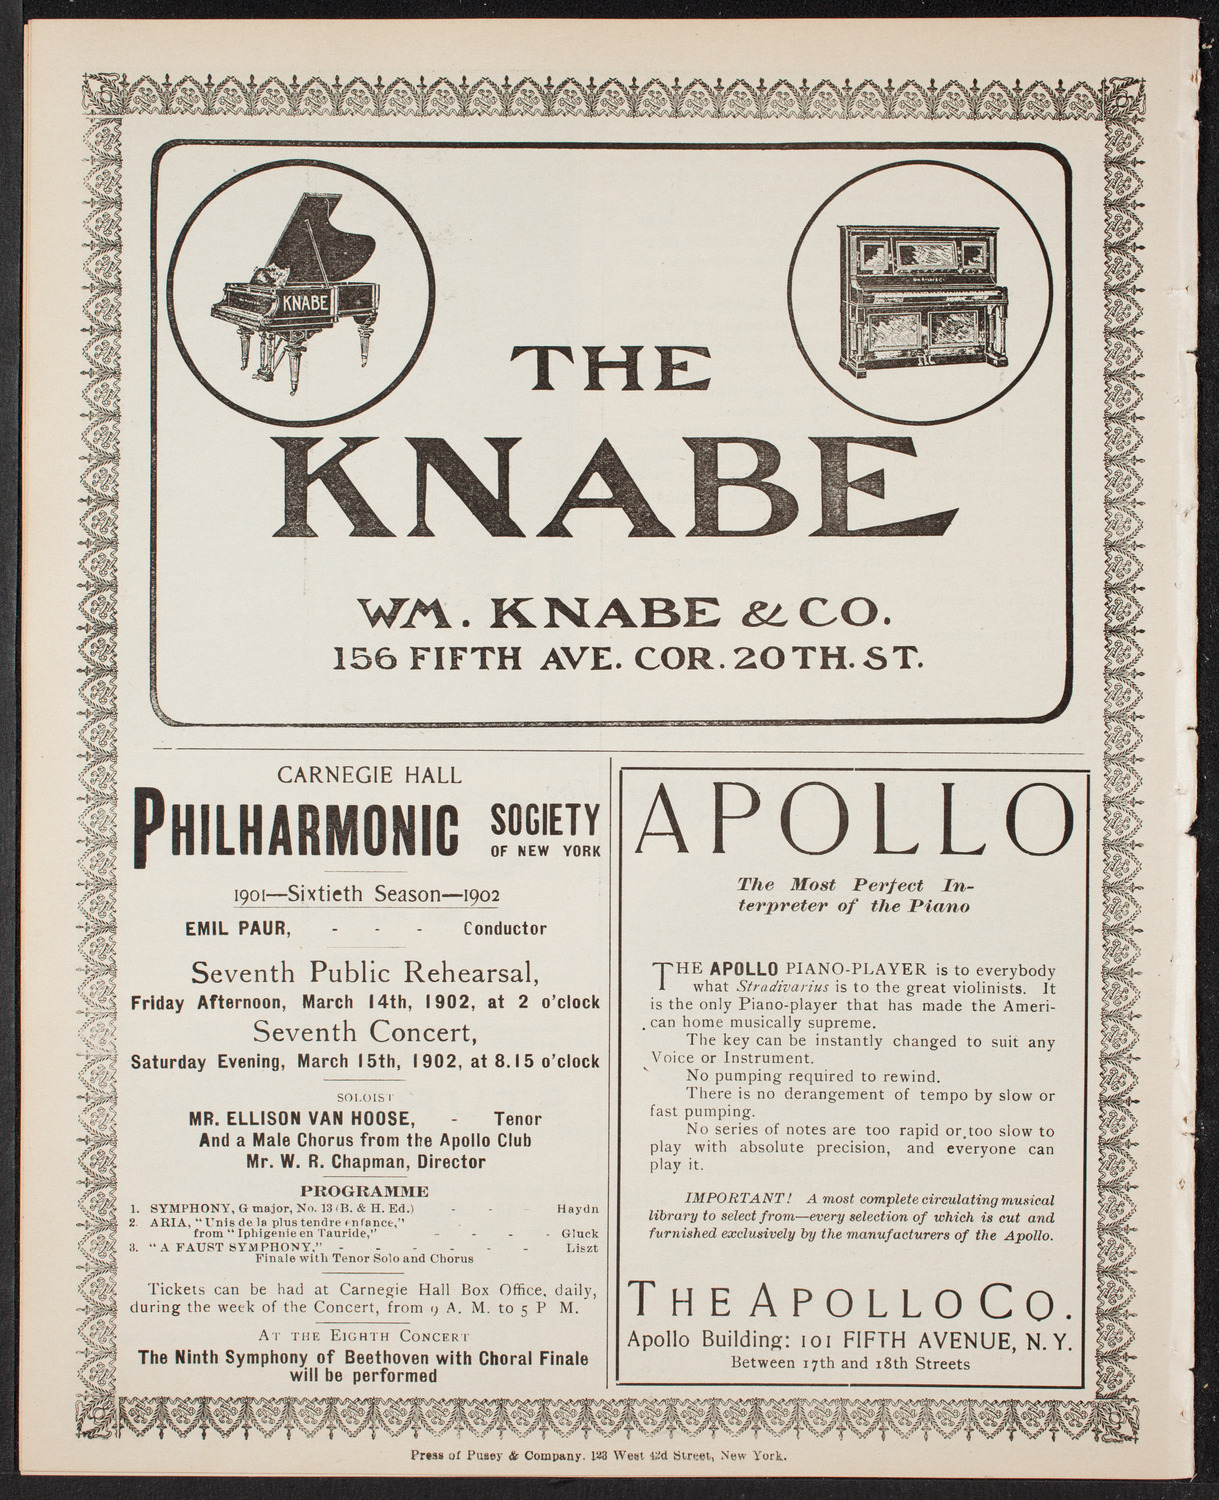 KNABE
THE
KNABE
WM. KNABE & CO.
156 FIFTH AVE. COR. 20TH. ST.
CARNEGIE HALL
PHILHARMONIC SOCIETY
OF NEW YORK
1901—Sixtieth Season—1902
EMIL PAUR, - - - Conductor
Seventh Public Rehearsal,
Friday Afternoon, March 14th, 1902, at 2 o'clock
Seventh Concert,
Saturday Evening, March 15th, 1902, at 8.15 o'clock
SOLOIST
MR. ELLISON VAN HOOSE, - Tenor
And a Male Chorus from the Apollo Club
Mr. W. R. Chapman, Director
PROGRAMME
1. SYMPHONY, G major, No. 13 (B. & H. Ed.) - - - Haydn
2. ARIA, "Unis de la plus tendre enfance,"
from "Iphigenie en Tauride," - - - - Gluck
3. "A FAUST SYMPHONY," - - - - - - Liszt
Finale with Tenor Solo and Chorus
Tickets can be had at Carnegie Hall Box Office, daily,
during the week of the Concert, from 9 A. M. to 5 P M.
AT THE EIGHTH CONCERT
The Ninth Symphony of Beethoven with Choral Finale
will be performed
APOLLO
The Most Perfect In-
terpreter of the Piano
THE APOLLO PIANO-PLAYER is to everybody
what Stradivarius is to the great violinists. It
is the only Piano-player that has made the Ameri-
can home musically supreme.
The key can be instantly changed to suit any
Voice or Instrument.
No pumping required to rewind.
There is no derangement of tempo by slow or
fast pumping.
No series of notes are too rapid or too slow to
play with absolute precision, and everyone can
play it.
IMPORTANT! A most complete circulating musical
library to select from—every selection of which is cut and
furnished exclusively by the manufacturers of the Apollo.
THE APOLLO CO.
Apollo Building: 101 FIFTH AVENUE, N. Y.
Between 17th and 18th Streets
Press of Pusey & Company. 123 West 42d Street, New York.